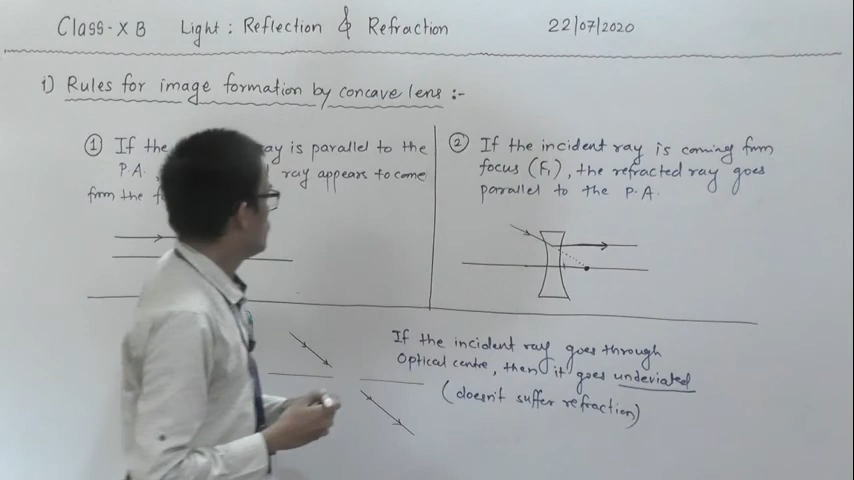 Class-X B Light : Reflection & Refraction 22/07/2020
1) Rules for image formation by concave lens :-
① If the ay is parallel to the
P.A. ray appears to come
from the f
② If the incident ray is coming from
focus (F₁), the refracted ray goes
parallel to the P.A.
If the incident ray goes through
Optical centre, then it goes undeviated
(doesn't suffer refraction)